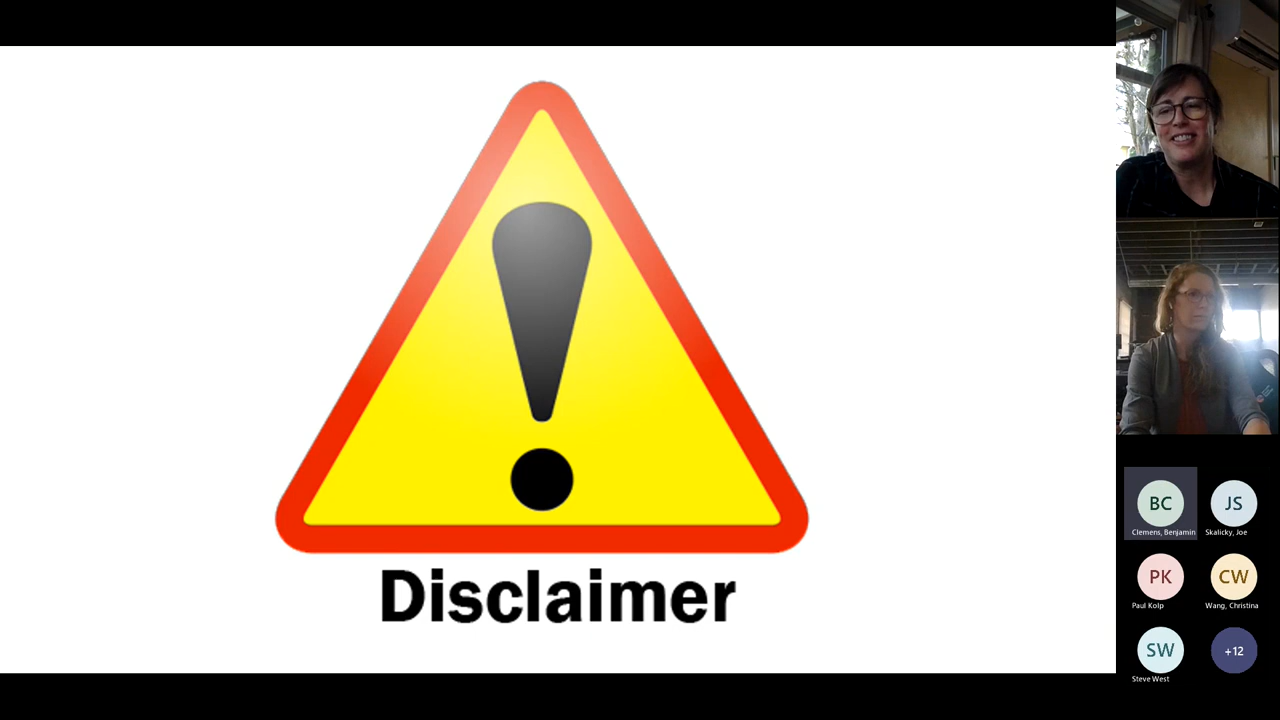 Disclaimer
BC
Clemens, Benjamin
JS
Skalicky, Joe
PK
Paul Kolp
CW
Wang, Christina
SW
Steve West
+12